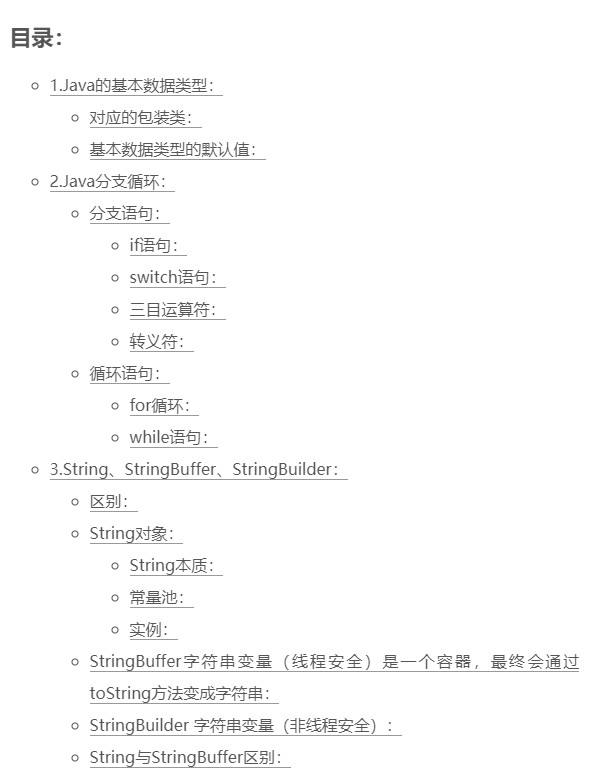 目录：
1.Java的基本数据类型：
对应的包装类：
基本数据类型的默认值：
2.Java分支循环：
分支语句：
if语句：
switch语句：
三目运算符：
转义符：
循环语句：
for循环：
while语句：
3.String、StringBuffer、StringBuilder：
区别：
String对象：
String本质：
常量池：
实例：
StringBuffer字符串变量（线程安全）是一个容器，最终会通过
toString方法变成字符串：
StringBuilder 字符串变量（非线程安全）：
String与StringBuffer区别：